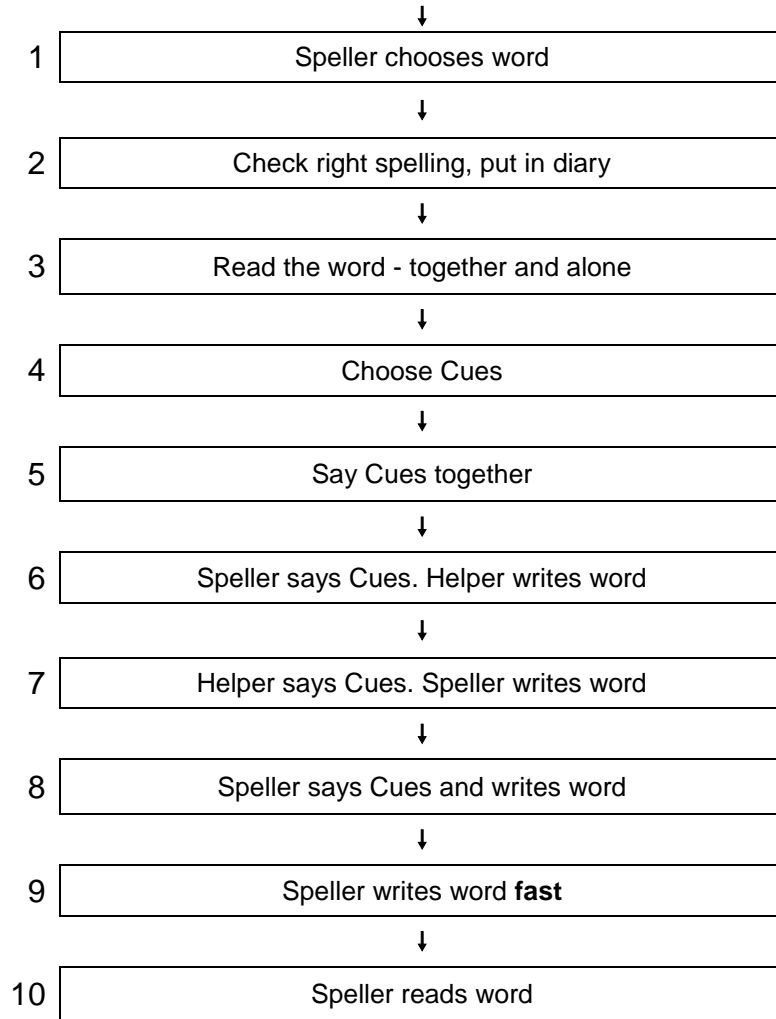 1 Speller chooses word
2 Check right spelling, put in diary
3 Read the word - together and alone
4 Choose Cues
5 Say Cues together
6 Speller says Cues. Helper writes word
7 Helper says Cues. Speller writes word
8 Speller says Cues and writes word
9 Speller writes word fast
10 Speller reads word